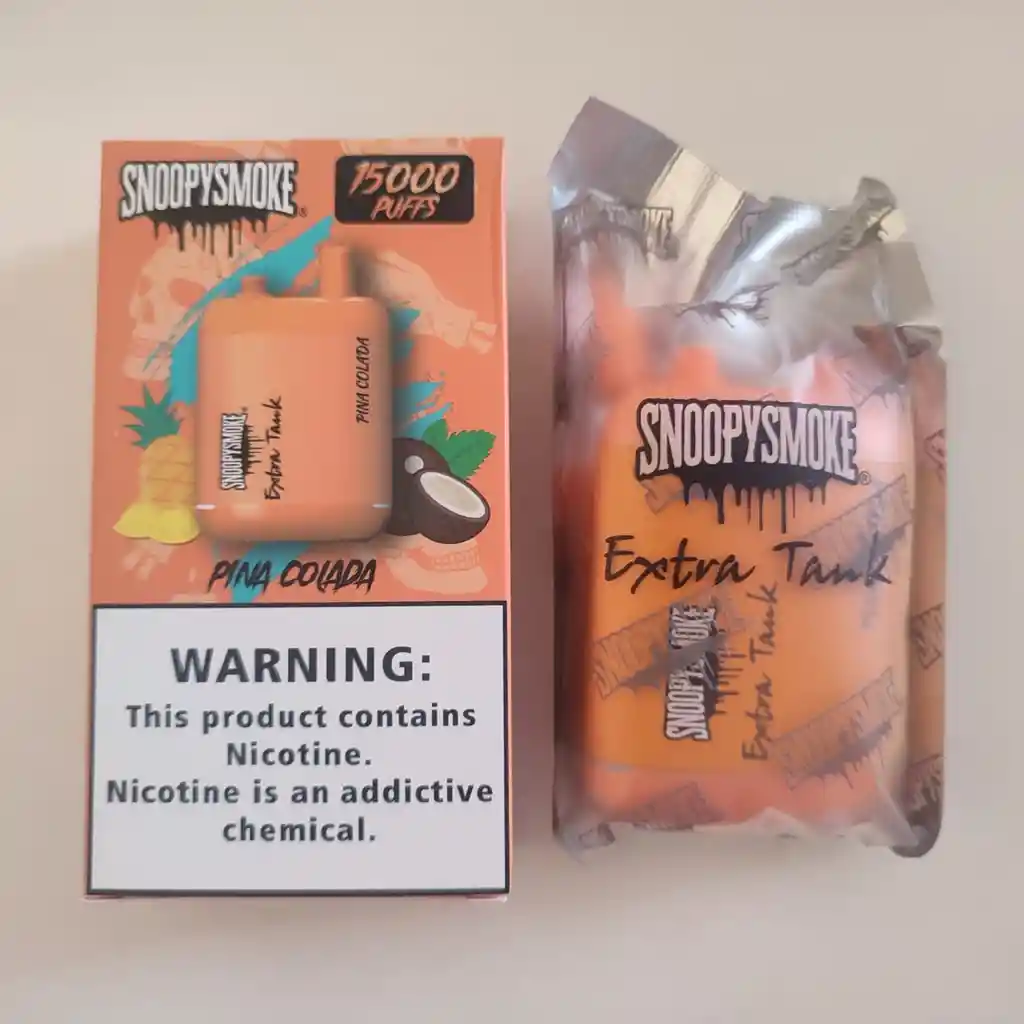 SNOOPYSMOKE®
15000
PUFFS
PINA COLADA
SNOOPYSMOKE®
Extra Tank
PINA COLADA
WARNING:
This product contains
Nicotine.
Nicotine is an addictive
chemical.
SNOOPYSMOKE®
Extra Tank
SNOOPYSMOKE
Extra Tank